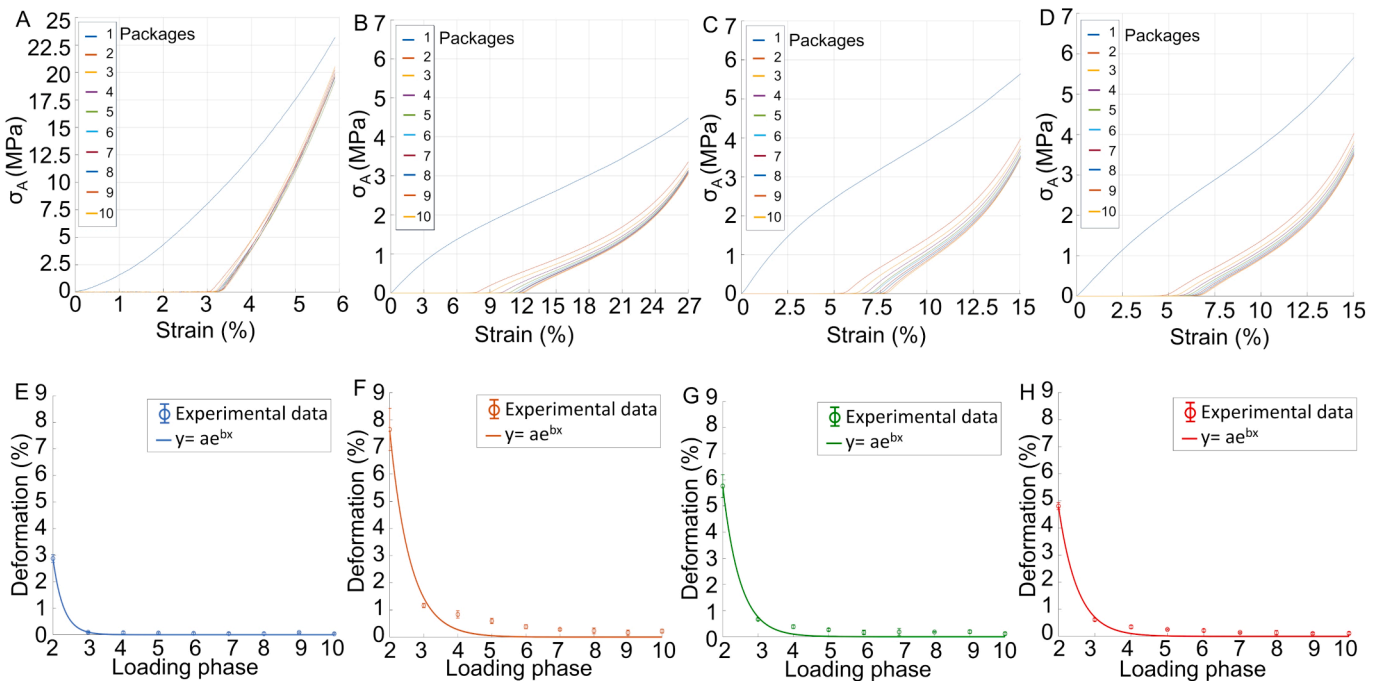 A
Packages
1
2
3
4
5
6
7
8
9
10
25
22.5
20
17.5
15
12.5
10
7.5
5
2.5
0
σA (MPa)
0 1 2 3 4 5 6
Strain (%)
B
Packages
1
2
3
4
5
6
7
8
9
10
7
6
5
4
3
2
1
0
σA (MPa)
0 3 6 9 12 15 18 21 24 27
Strain (%)
C
Packages
1
2
3
4
5
6
7
8
9
10
7
6
5
4
3
2
1
0
σA (MPa)
0 2.5 5 7.5 10 12.5 15
Strain (%)
D
Packages
1
2
3
4
5
6
7
8
9
10
7
6
5
4
3
2
1
0
σA (MPa)
0 2.5 5 7.5 10 12.5 15
Strain (%)
E
Experimental data
y= ae^bx
9
8
7
6
5
4
3
2
1
0
Deformation (%)
2 3 4 5 6 7 8 9 10
Loading phase
F
Experimental data
y= ae^bx
9
8
7
6
5
4
3
2
1
0
Deformation (%)
2 3 4 5 6 7 8 9 10
Loading phase
G
Experimental data
y= ae^bx
9
8
7
6
5
4
3
2
1
0
Deformation (%)
2 3 4 5 6 7 8 9 10
Loading phase
H
Experimental data
y= ae^bx
9
8
7
6
5
4
3
2
1
0
Deformation (%)
2 3 4 5 6 7 8 9 10
Loading phase